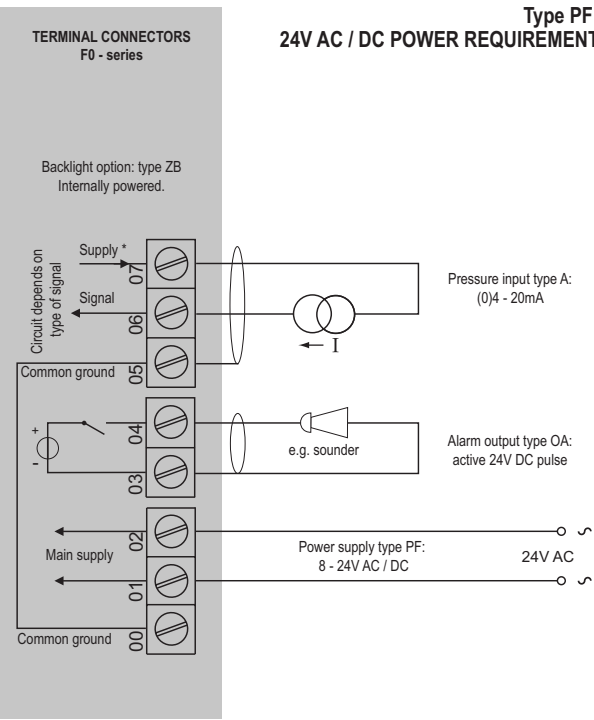 Type PF
24V AC / DC POWER REQUIREMENT
TERMINAL CONNECTORS
F0 - series
Backlight option: type ZB
Internally powered.
Circuit depends on
type of signal
Supply *
07
Signal
06
Common ground
05
Pressure input type A:
(0)4 - 20mA
I
+
-
04
03
e.g. sounder
Alarm output type OA:
active 24V DC pulse
02
Main supply
01
Power supply type PF:
8 - 24V AC / DC
24V AC
Common ground
00